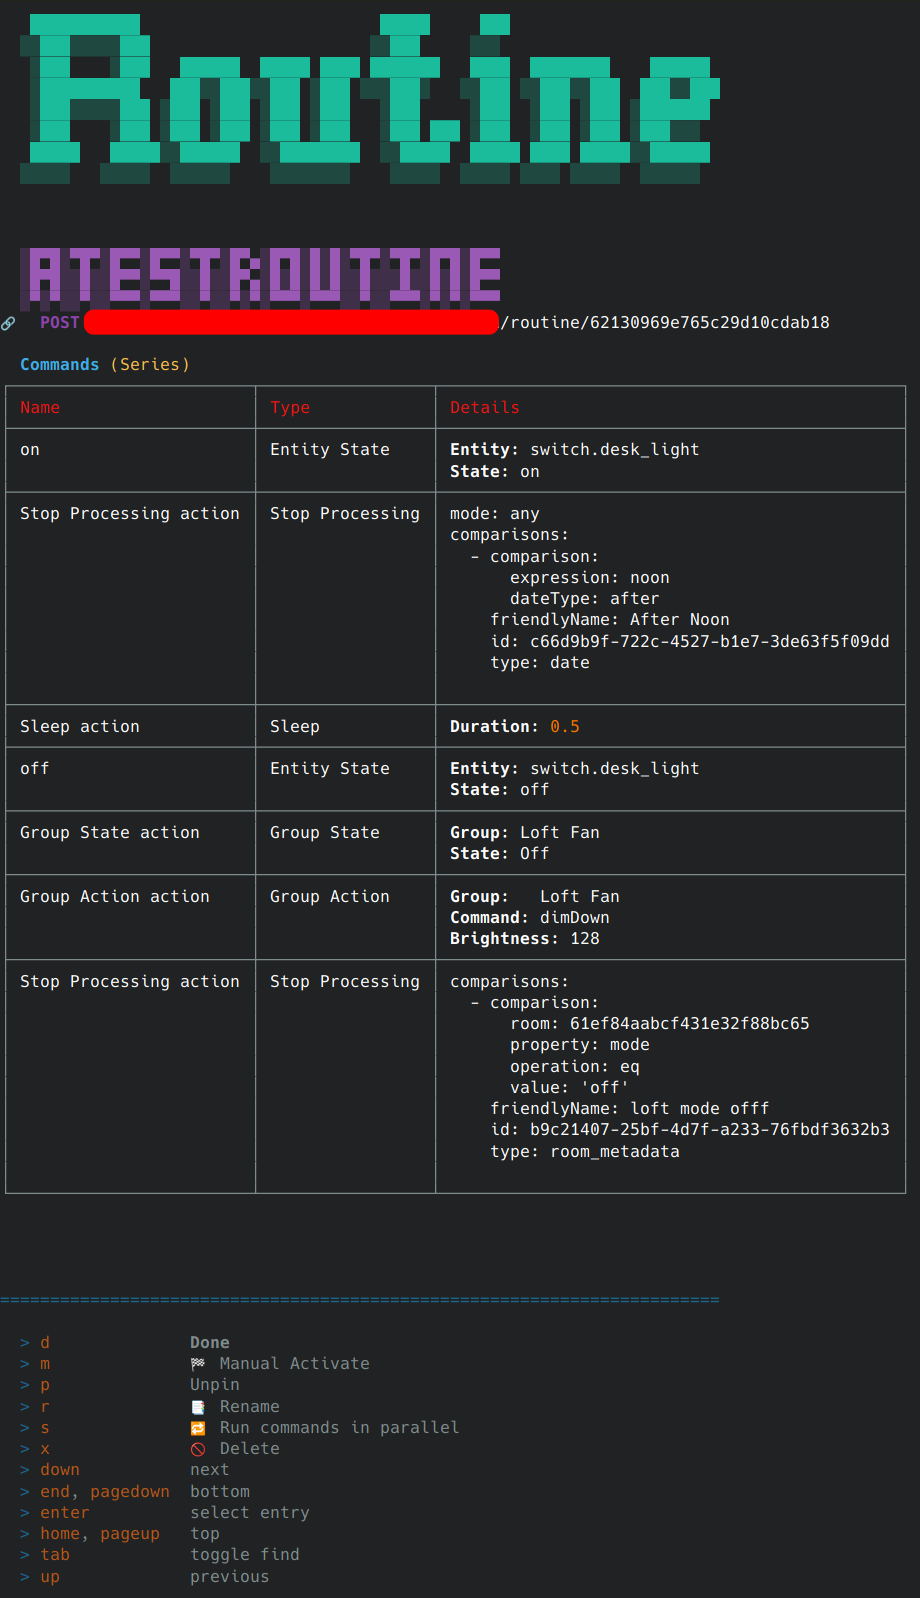 Routine
ATESTROUTINE
POST /routine/62130969e765c29d10cdab18
Commands (Series)
Name Type Details
on Entity State Entity: switch.desk_light
State: on
Stop Processing action Stop Processing mode: any
comparisons:
- comparison:
expression: noon
dateType: after
friendlyName: After Noon
id: c66d9b9f-722c-4527-b1e7-3de63f5f09dd
type: date
Sleep action Sleep Duration: 0.5
off Entity State Entity: switch.desk_light
State: off
Group State action Group State Group: Loft Fan
State: Off
Group Action action Group Action Group: Loft Fan
Command: dimDown
Brightness: 128
Stop Processing action Stop Processing comparisons:
- comparison:
room: 61ef84aabcf431e32f88bc65
property: mode
operation: eq
value: 'off'
friendlyName: loft mode offf
id: b9c21407-25bf-4d7f-a233-76fbdf3632b3
type: room_metadata
========================================================================
> d Done
> m 🏁 Manual Activate
> p Unpin
> r 📑 Rename
> s 🔁 Run commands in parallel
> x 🚫 Delete
> down next
> end, pagedown bottom
> enter select entry
> home, pageup top
> tab toggle find
> up previous